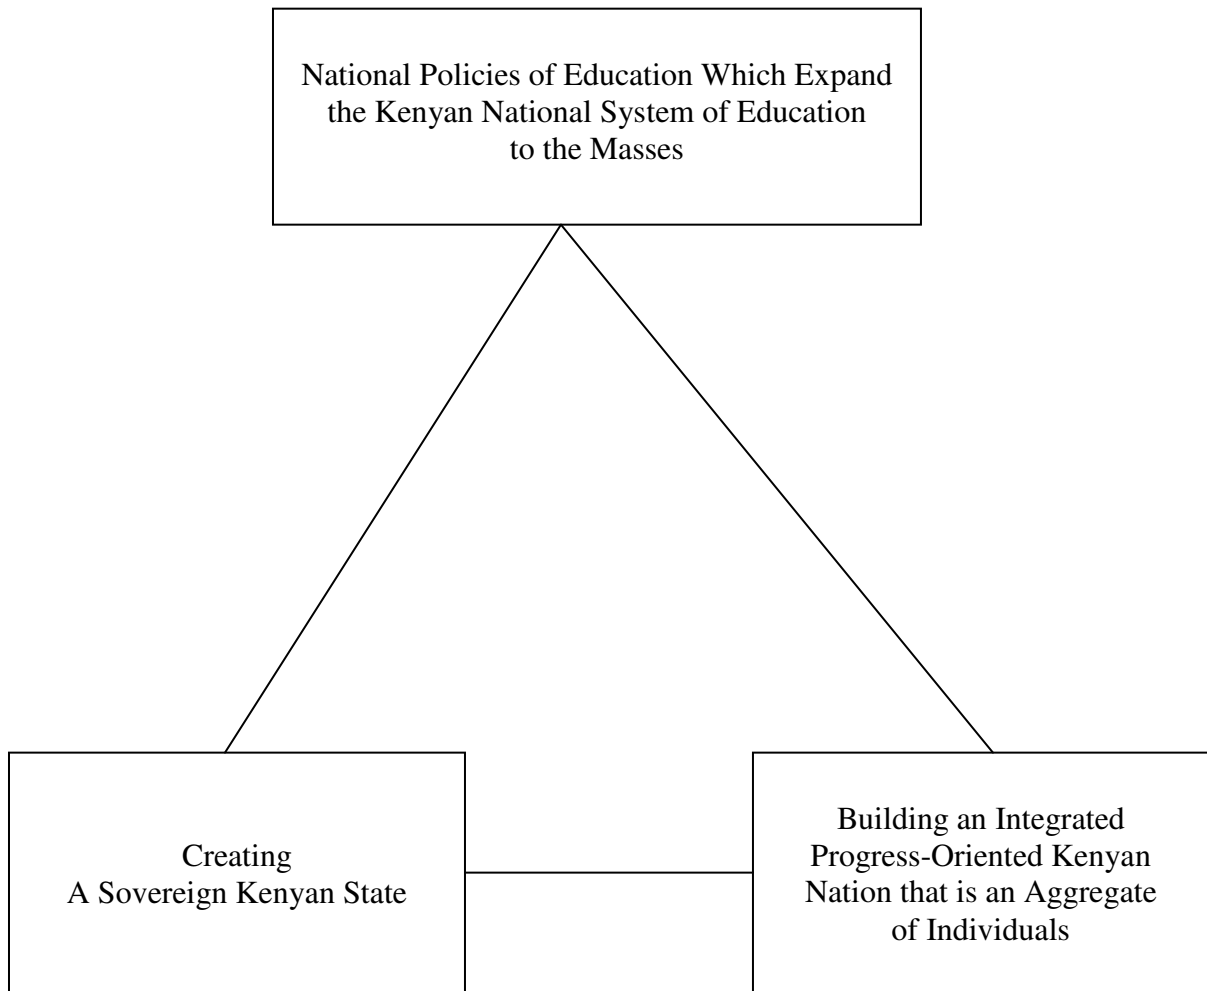 National Policies of Education Which Expand
the Kenyan National System of Education
to the Masses
Creating
A Sovereign Kenyan State
Building an Integrated
Progress-Oriented Kenyan
Nation that is an Aggregate
of Individuals